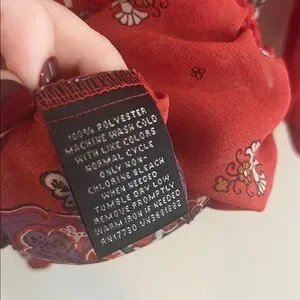 100% POLYESTER
MACHINE WASH COLD
WITH LIKE COLORS
NORMAL CYCLE
ONLY NON-
CHLORINE BLEACH
WHEN NEEDED
TUMBLE DRY LOW
REMOVE PROMPTLY
WARM IRON IF NEEDED
RN17730